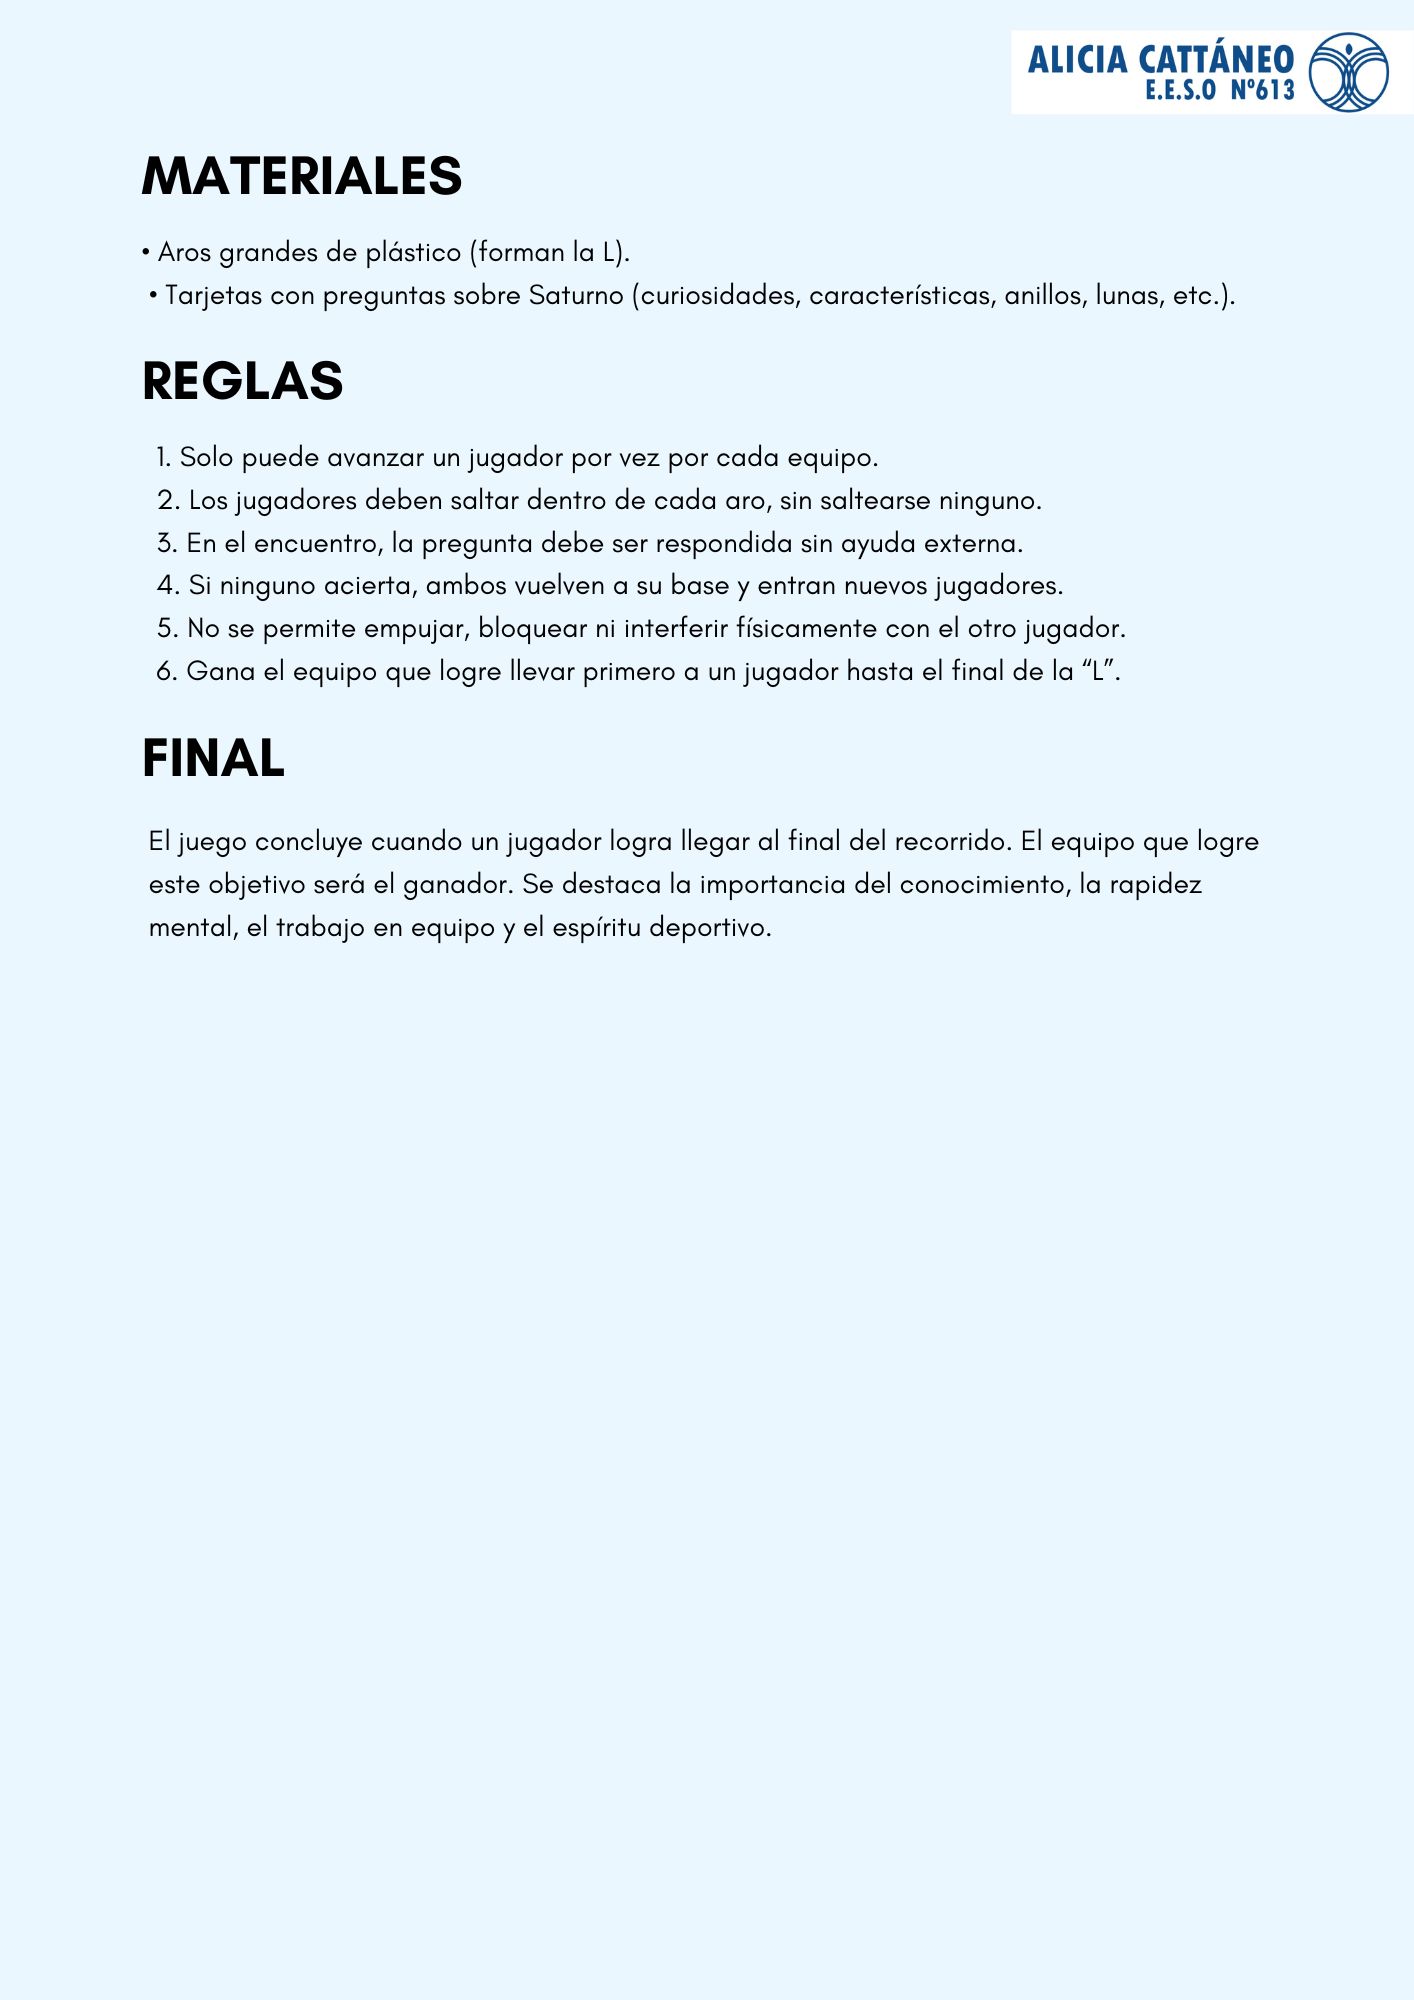 ALICIA CATTÁNEO
E.E.S.O Nº613
MATERIALES
• Aros grandes de plástico (forman la L).
• Tarjetas con preguntas sobre Saturno (curiosidades, características, anillos, lunas, etc.).
REGLAS
1. Solo puede avanzar un jugador por vez por cada equipo.
2. Los jugadores deben saltar dentro de cada aro, sin saltearse ninguno.
3. En el encuentro, la pregunta debe ser respondida sin ayuda externa.
4. Si ninguno acierta, ambos vuelven a su base y entran nuevos jugadores.
5. No se permite empujar, bloquear ni interferir físicamente con el otro jugador.
6. Gana el equipo que logre llevar primero a un jugador hasta el final de la “L”.
FINAL
El juego concluye cuando un jugador logra llegar al final del recorrido. El equipo que logre
este objetivo será el ganador. Se destaca la importancia del conocimiento, la rapidez
mental, el trabajo en equipo y el espíritu deportivo.